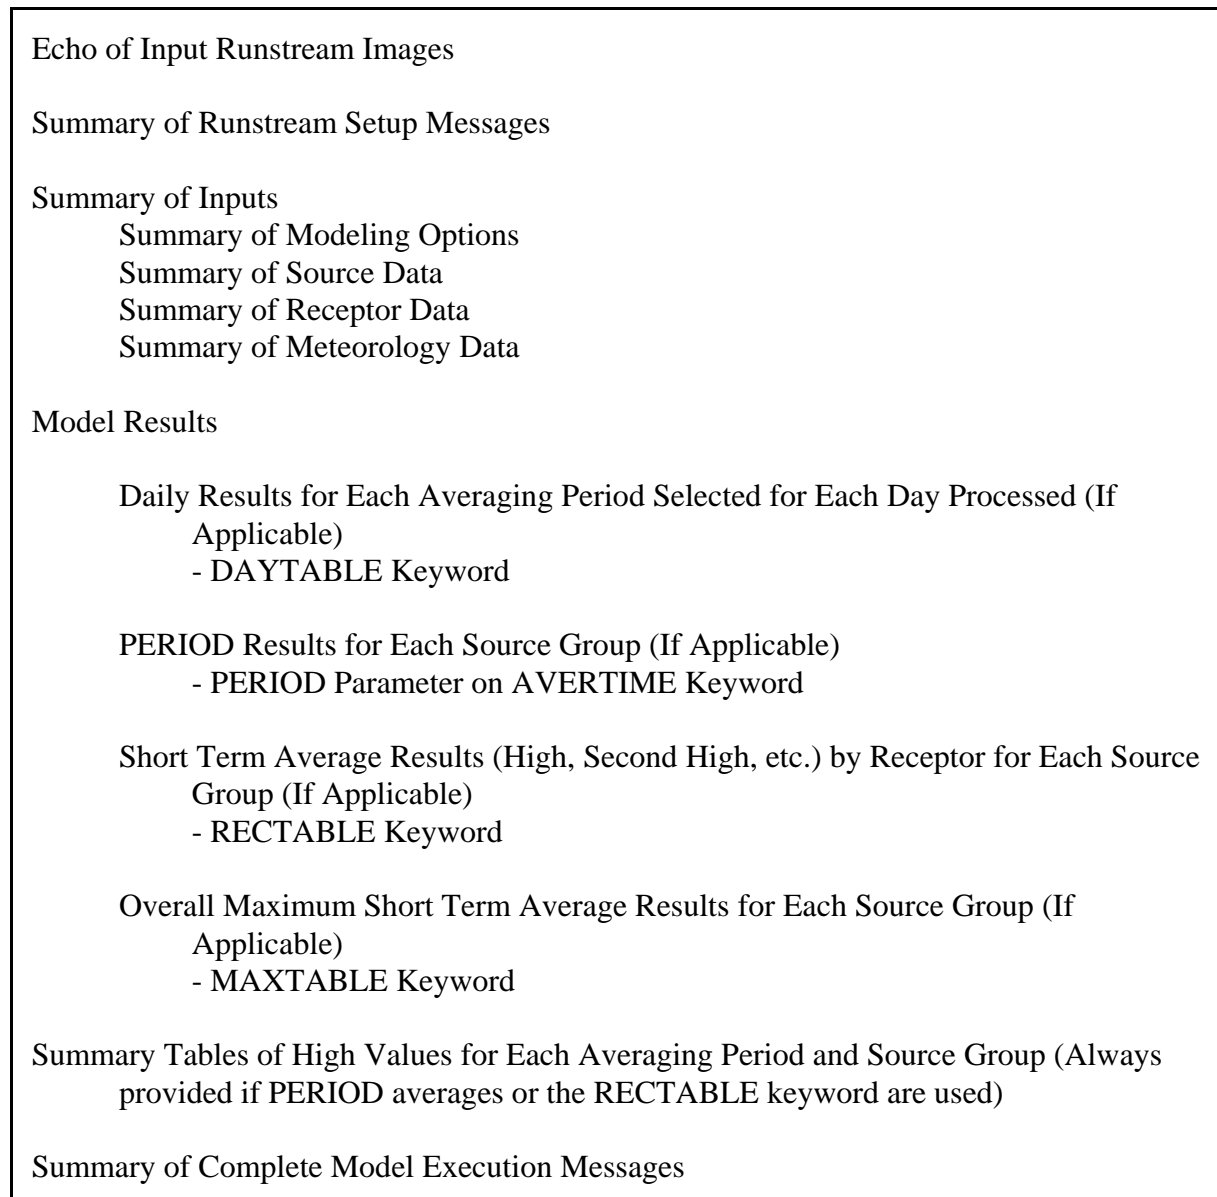 Echo of Input Runstream Images
Summary of Runstream Setup Messages
Summary of Inputs
Summary of Modeling Options
Summary of Source Data
Summary of Receptor Data
Summary of Meteorology Data
Model Results
Daily Results for Each Averaging Period Selected for Each Day Processed (If
Applicable)
- DAYTABLE Keyword
PERIOD Results for Each Source Group (If Applicable)
- PERIOD Parameter on AVERTIME Keyword
Short Term Average Results (High, Second High, etc.) by Receptor for Each Source
Group (If Applicable)
- RECTABLE Keyword
Overall Maximum Short Term Average Results for Each Source Group (If
Applicable)
- MAXTABLE Keyword
Summary Tables of High Values for Each Averaging Period and Source Group (Always
provided if PERIOD averages or the RECTABLE keyword are used)
Summary of Complete Model Execution Messages